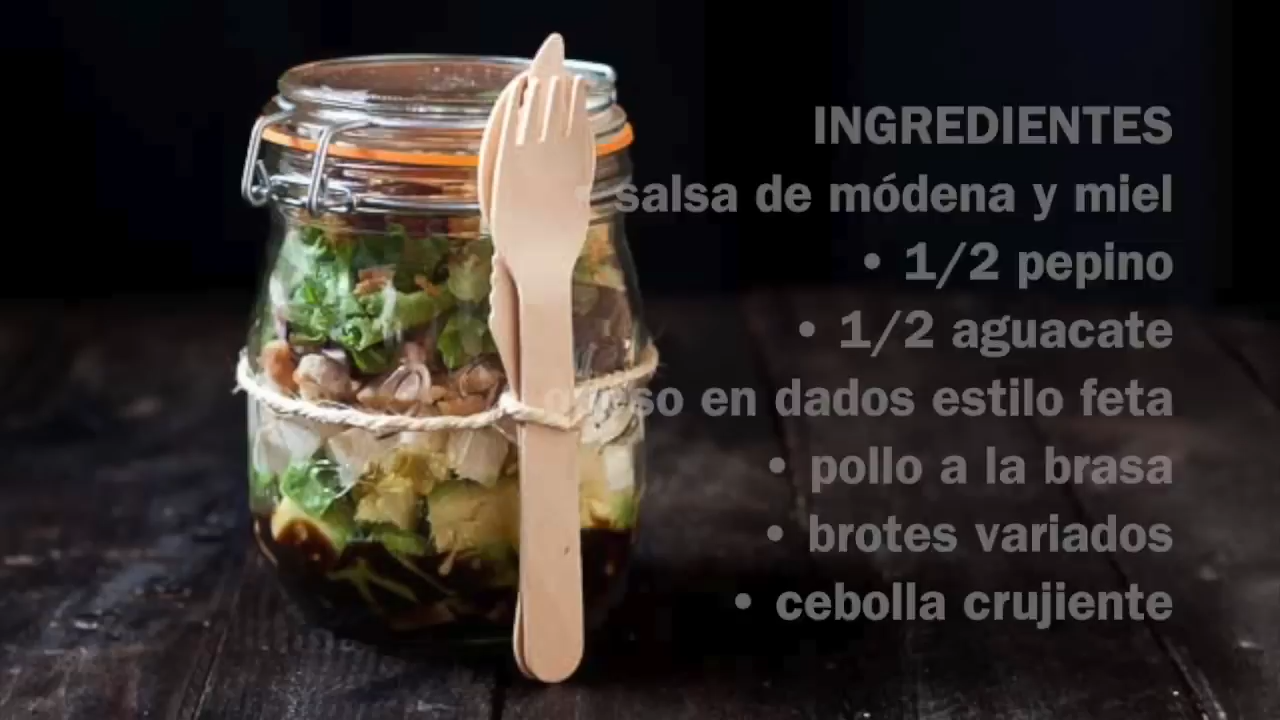 INGREDIENTES
• salsa de módena y miel
• 1/2 pepino
• 1/2 aguacate
queso en dados estilo feta
• pollo a la brasa
• brotes variados
• cebolla crujiente